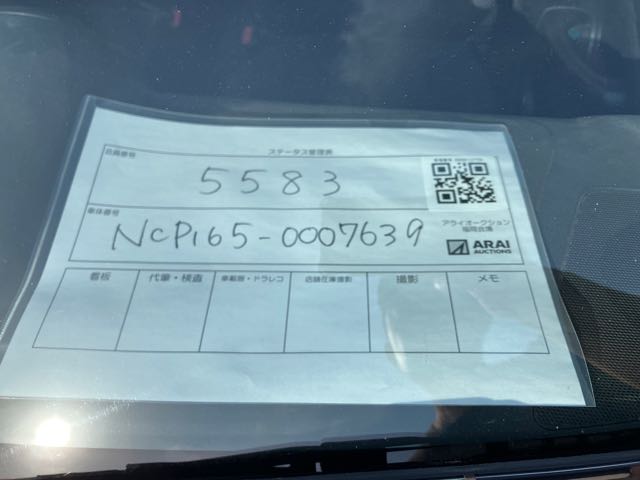 ステータス管理表
出品番号
5583
車体番号
NCP165-0007639
アライオークション
福岡会場
ARAI
AUCTIONS
看板
代筆・検査
車載器・ドラレコ
店舗在庫撮影
撮影
メモ